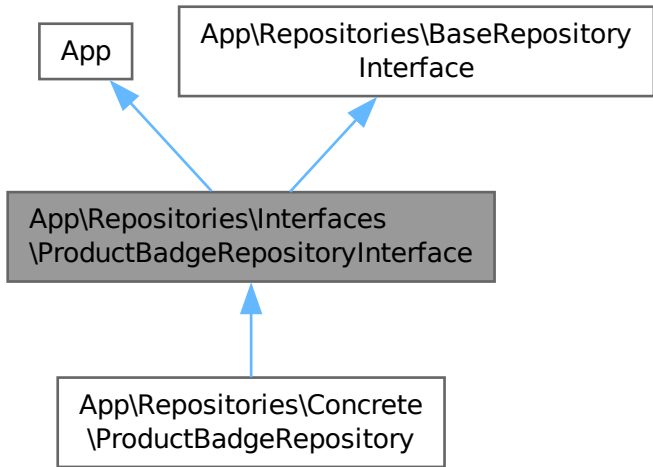 App
App\Repositories\BaseRepository
Interface
App\Repositories\Interfaces
\ProductBadgeRepositoryInterface
App\Repositories\Concrete
\ProductBadgeRepository